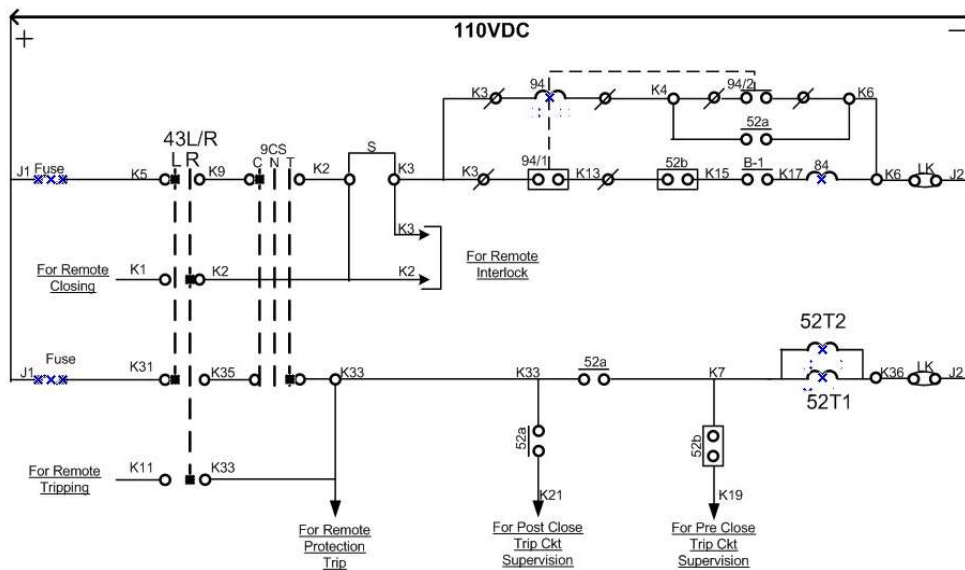 110VDC
+
−
K3
94
K4
94/2
K6
52a
43L/R
L R
9CS
C N T
J1
Fuse
K5
K9
K2
S
K3
K3
94/1
K13
52b
K15
B-1
K17
84
K6
LK
J2
K3
For Remote
Interlock
K2
For Remote
Closing
K1
K2
52T2
Fuse
J1
K31
K35
K33
K33
52a
K7
52T1
K36
LK
J2
52a
52b
For Remote
Tripping
K11
K33
K21
K19
For Remote
Protection
Trip
For Post Close
Trip Ckt
Supervision
For Pre Close
Trip Ckt
Supervision